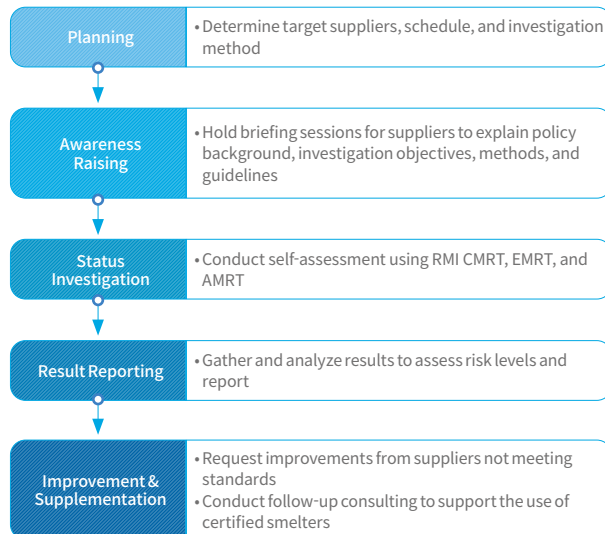 Planning
• Determine target suppliers, schedule, and investigation
method
Awareness
Raising
• Hold briefing sessions for suppliers to explain policy
background, investigation objectives, methods, and
guidelines
Status
Investigation
• Conduct self-assessment using RMI CMRT, EMRT, and
AMRT
Result Reporting
• Gather and analyze results to assess risk levels and
report
Improvement &
Supplementation
• Request improvements from suppliers not meeting
standards
• Conduct follow-up consulting to support the use of
certified smelters